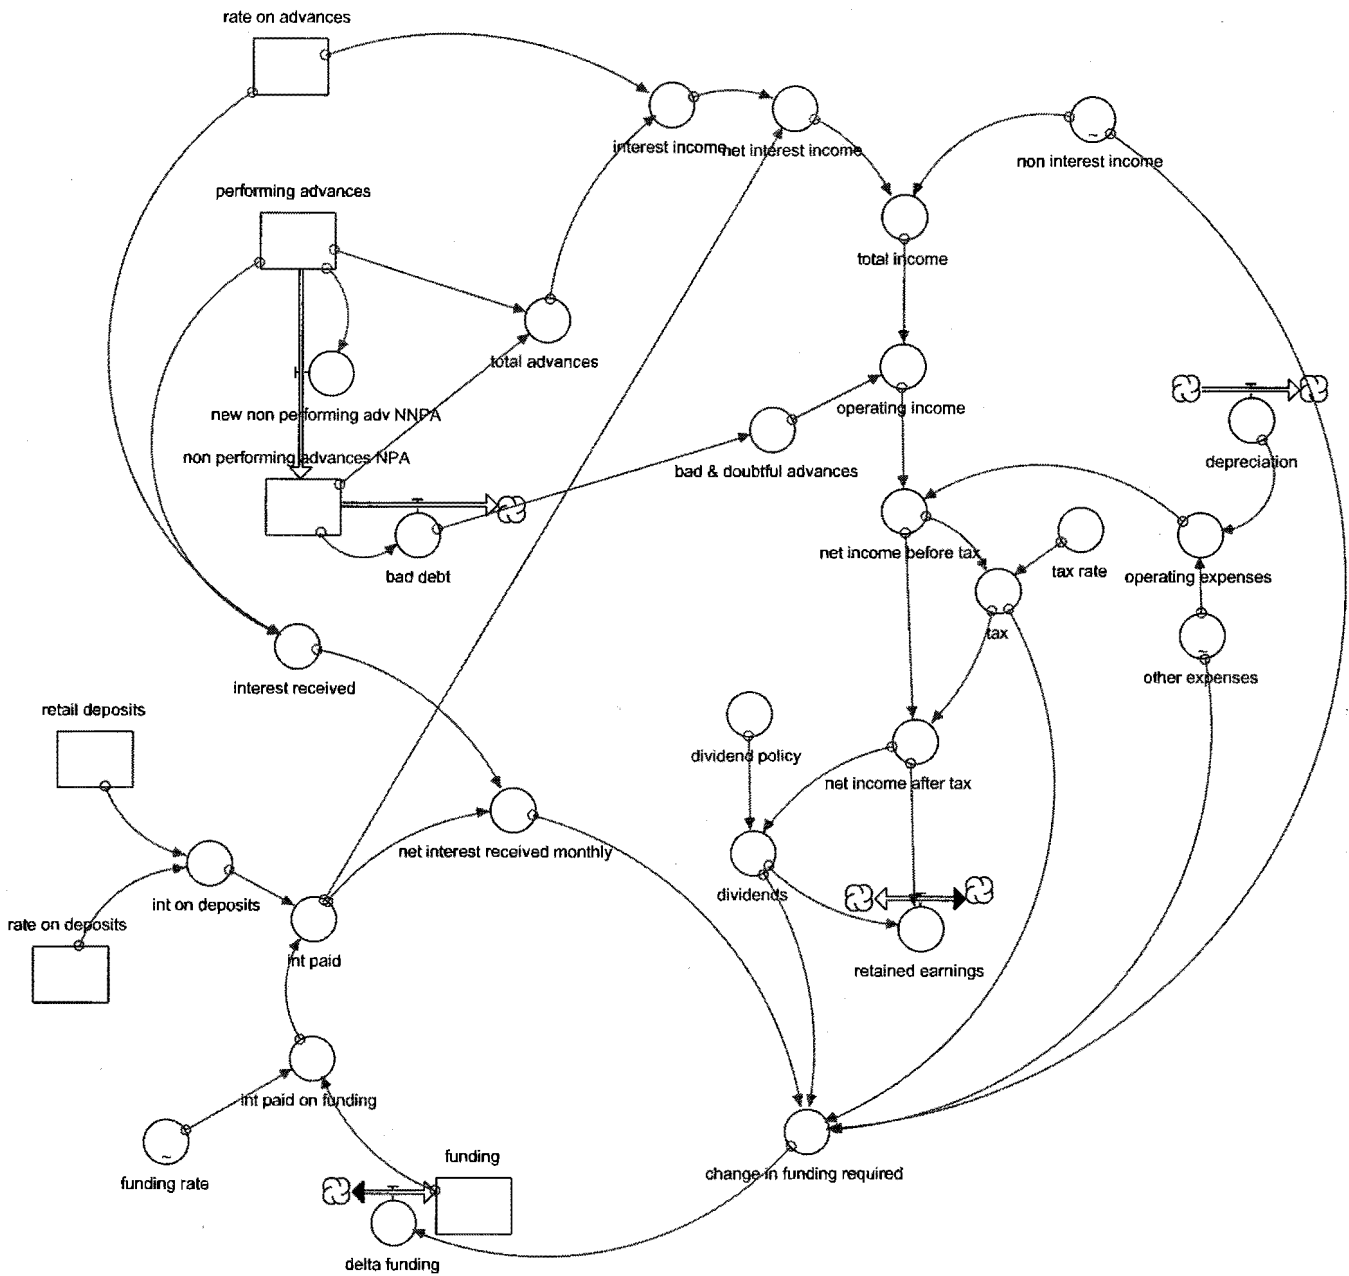 rate on advances
interest income
net interest income
non interest income
performing advances
total income
total advances
new non performing adv NNPA
operating income
non performing advances NPA
bad & doubtful advances
depreciation
net income before tax
tax rate
operating expenses
bad debt
tax
other expenses
interest received
retail deposits
dividend policy
net income after tax
net interest received monthly
int on deposits
dividends
rate on deposits
int paid
retained earnings
int paid on funding
funding
change in funding required
funding rate
delta funding